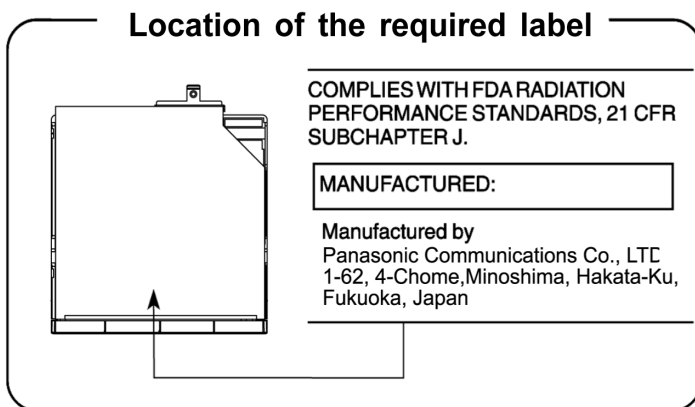 Location of the required label
COMPLIES WITH FDA RADIATION
PERFORMANCE STANDARDS, 21 CFR
SUBCHAPTER J.
MANUFACTURED:
Manufactured by
Panasonic Communications Co., LTD
1-62, 4-Chome,Minoshima, Hakata-Ku,
Fukuoka, Japan